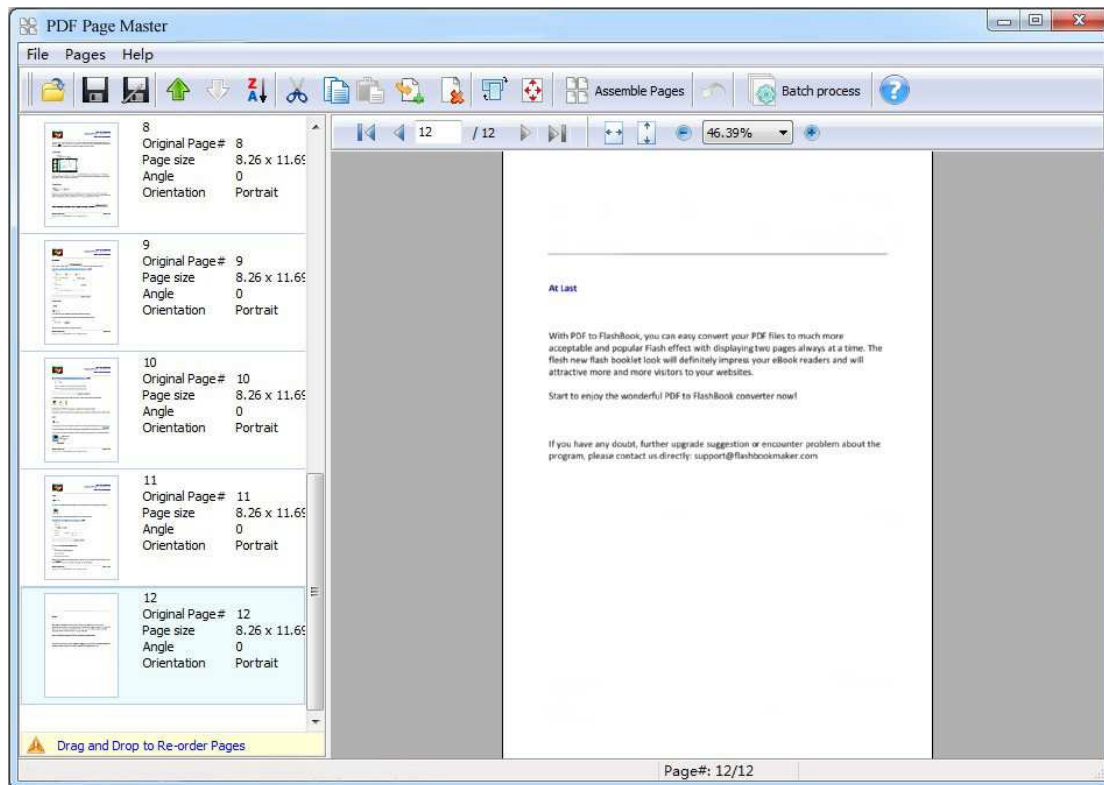 PDF Page Master
File Pages Help
Z
A
Assemble Pages
Batch process
?
12 / 12
46.39%
8
Original Page# 8
Page size 8.26 x 11.69
Angle 0
Orientation Portrait
9
Original Page# 9
Page size 8.26 x 11.69
Angle 0
Orientation Portrait
10
Original Page# 10
Page size 8.26 x 11.69
Angle 0
Orientation Portrait
11
Original Page# 11
Page size 8.26 x 11.69
Angle 0
Orientation Portrait
12
Original Page# 12
Page size 8.26 x 11.69
Angle 0
Orientation Portrait
Drag and Drop to Re-order Pages
At Last
With PDF to FlashBook, you can easy convert your PDF files to much more
acceptable and popular Flash effect with displaying two pages always at a time. The
flesh new flash booklet look will definitely impress your eBook readers and will
attractive more and more visitors to your websites.
Start to enjoy the wonderful PDF to FlashBook converter now!
If you have any doubt, further upgrade suggestion or encounter problem about the
program, please contact us directly: support@flashbookmaker.com
Page#: 12/12